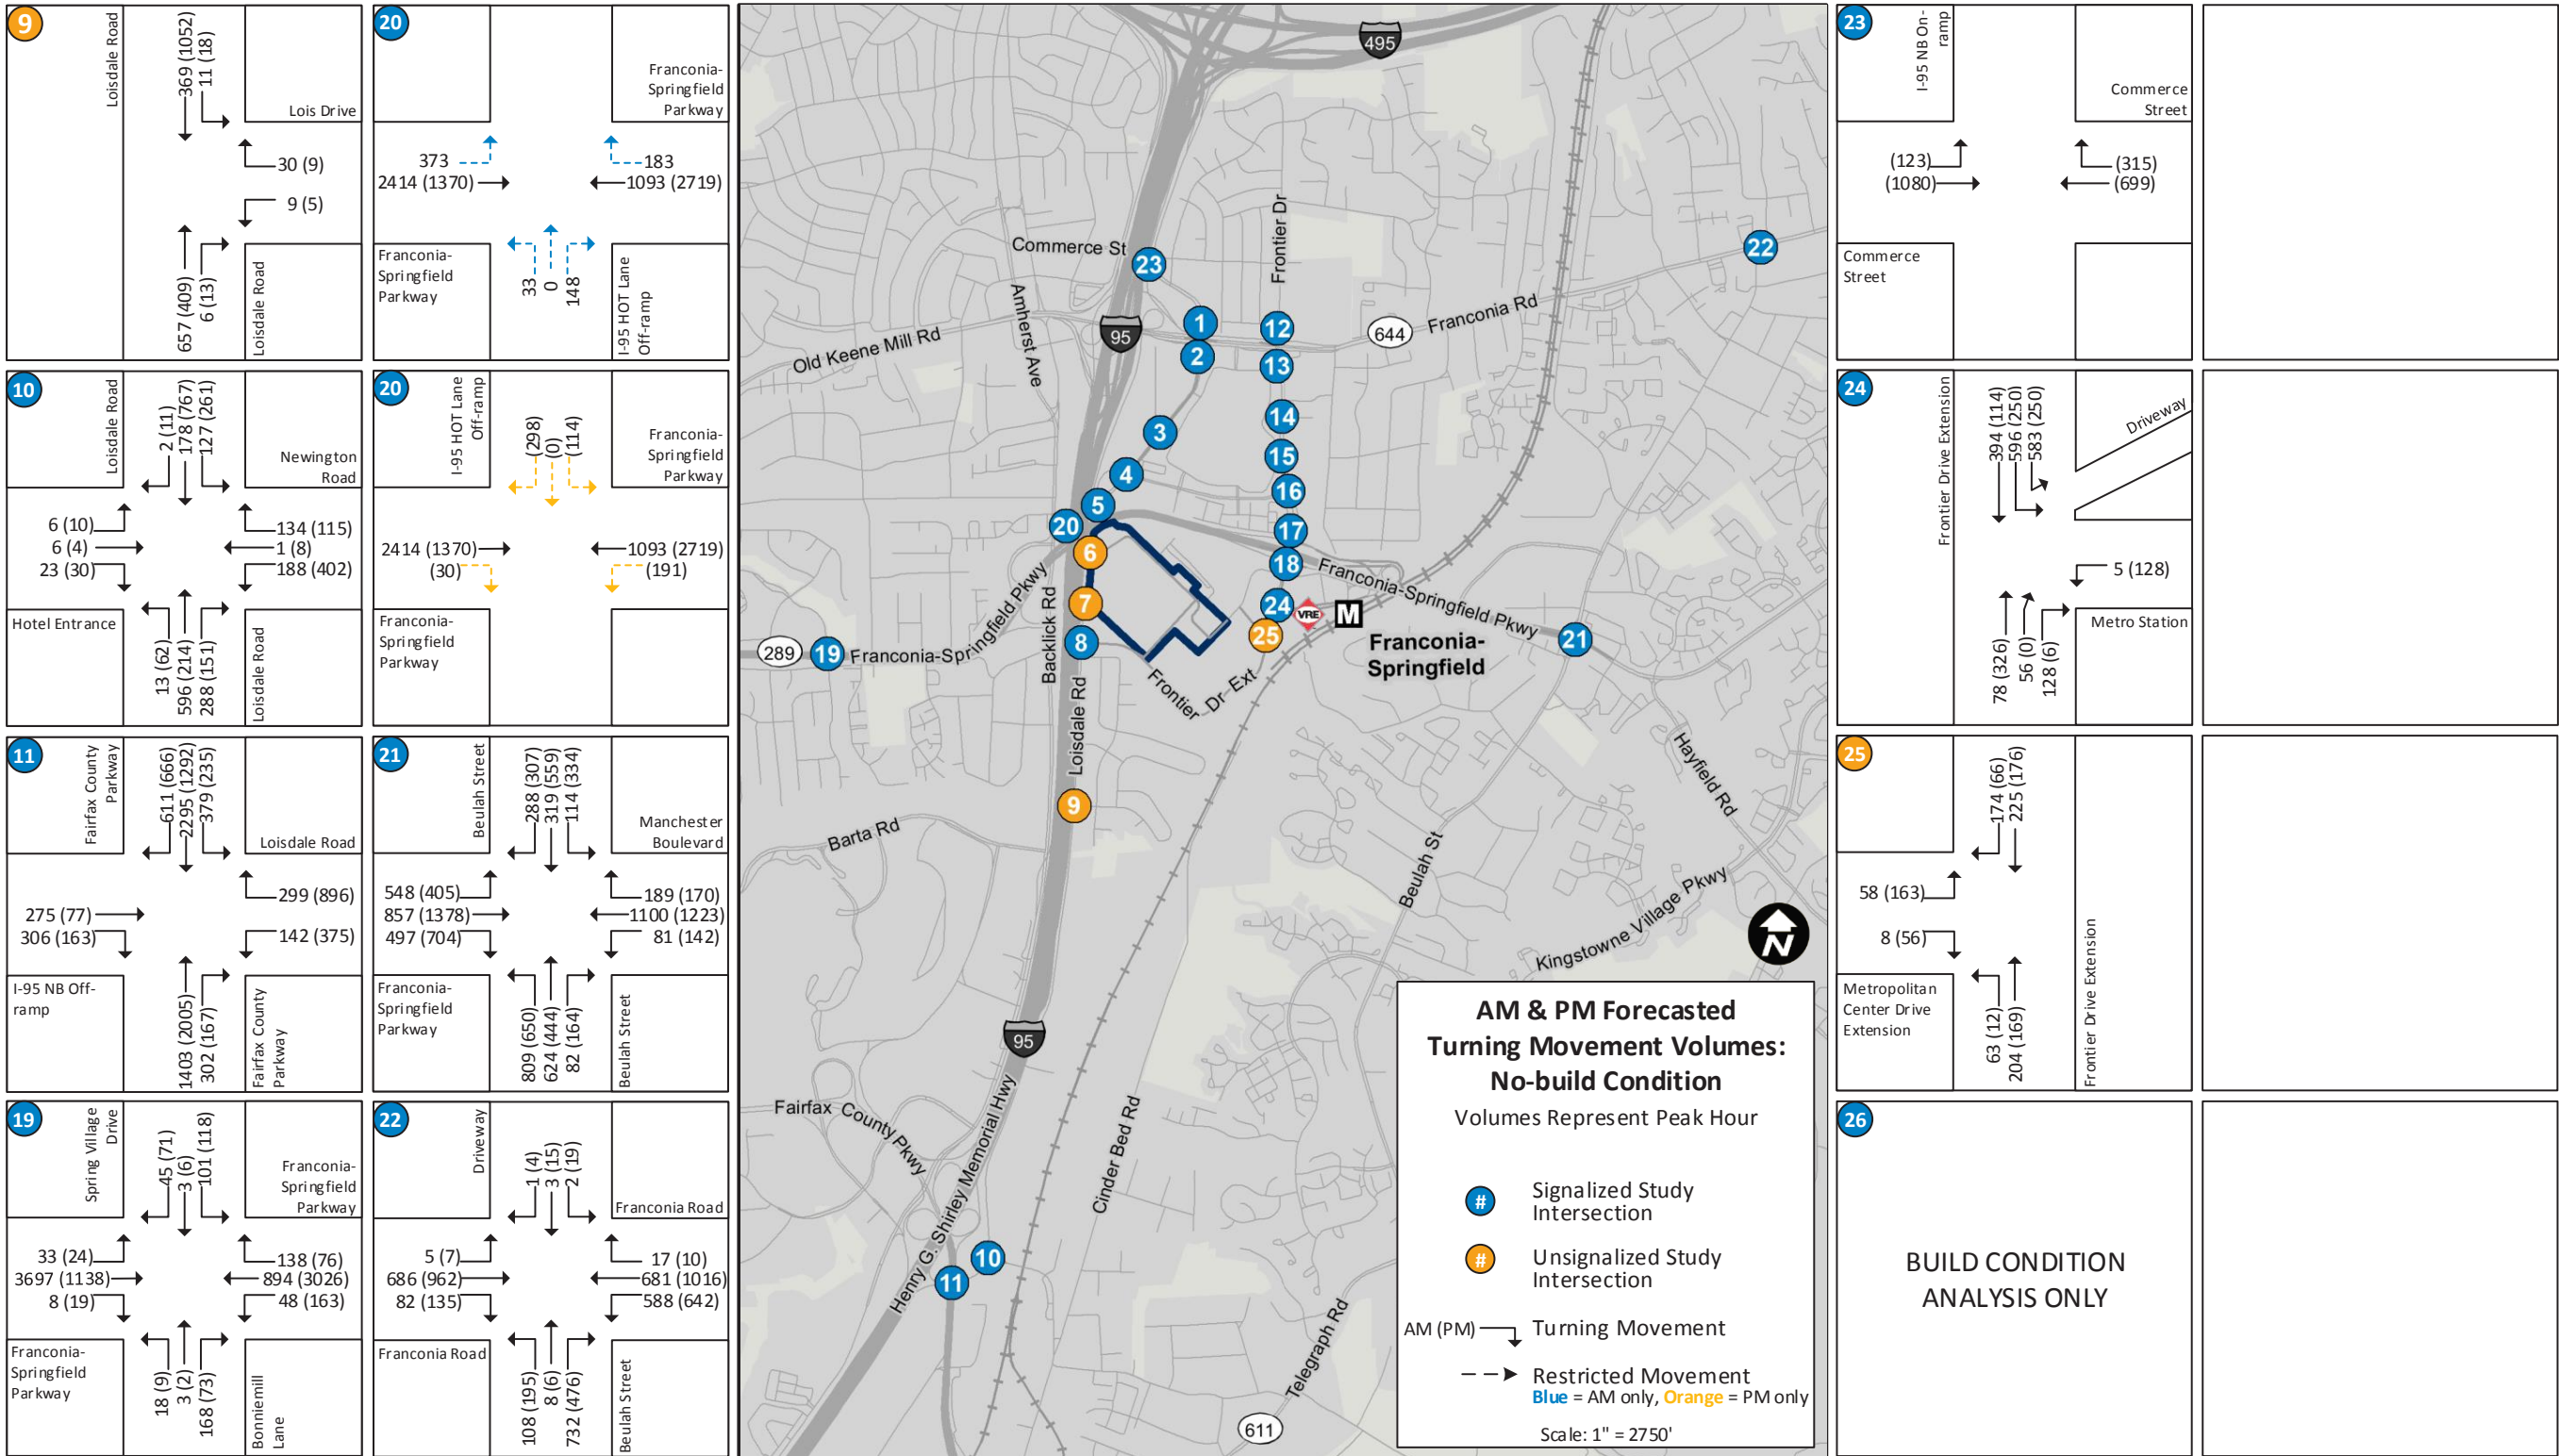 9
Loisdale Road
369 (1052)
11 (18)
Lois Drive
30 (9)
9 (5)
657 (409)
6 (13)
Loisdale Road
20
Franconia-
Springfield
Parkway
373
2414 (1370)
183
1093 (2719)
Franconia-
Springfield
Parkway
33
0
148
I-95 HOT Lane
Off-ramp
10
Loisdale Road
2 (11)
178 (767)
127 (261)
Newington
Road
6 (10)
6 (4)
23 (30)
134 (115)
1 (8)
188 (402)
Hotel Entrance
13 (62)
596 (214)
288 (151)
Loisdale Road
20
I-95 HOT Lane
Off-ramp
(298)
(0)
(114)
Franconia-
Springfield
Parkway
2414 (1370)
(30)
1093 (2719)
(191)
Franconia-
Springfield
Parkway
11
Fairfax County
Parkway
611 (666)
2295 (1292)
379 (235)
Loisdale Road
275 (77)
306 (163)
299 (896)
142 (375)
I-95 NB Off-
ramp
1403 (2005)
302 (167)
Fairfax County
Parkway
21
Beulah Street
288 (307)
319 (559)
114 (334)
Manchester
Boulevard
548 (405)
857 (1378)
497 (704)
189 (170)
1100 (1223)
81 (142)
Franconia-
Springfield
Parkway
809 (650)
624 (444)
82 (164)
Beulah Street
19
Spring Village
Drive
45 (71)
3 (6)
101 (118)
Franconia-
Springfield
Parkway
33 (24)
3697 (1138)
8 (19)
138 (76)
894 (3026)
48 (163)
Franconia-
Springfield
Parkway
18 (9)
3 (2)
168 (73)
Bonniemill
Lane
22
Driveway
1 (4)
3 (15)
2 (19)
Franconia Road
5 (7)
686 (962)
82 (135)
17 (10)
681 (1016)
588 (642)
Franconia Road
108 (195)
8 (6)
732 (476)
Beulah Street
495
Frontier Dr
Commerce St
23
22
Amherst Ave
95
1
2
12
13
644
Franconia Rd
Old Keene Mill Rd
14
3
15
4
16
5
20
17
6
18
Franconia-Springfield Pkwy
7
24
VRE
M
25
8
Franconia-
Springfield
21
289
19
Franconia-Springfield Pkwy
Backlick Rd
Frontier Dr Ext
Loisdale Rd
Hayfield Rd
9
Barta Rd
Beulah St
Kingstowne Village Pkwy
N
95
Henry G. Shirley Memorial Hwy
Fairfax County Pkwy
Cinder Bed Rd
10
11
Telegraph Rd
611
AM & PM Forecasted
Turning Movement Volumes:
No-build Condition
Volumes Represent Peak Hour
#
Signalized Study
Intersection
#
Unsignalized Study
Intersection
AM (PM)
Turning Movement
Restricted Movement
Blue = AM only, Orange = PM only
Scale: 1" = 2750'
23
I-95 NB On-
ramp
Commerce
Street
(123)
(1080)
(315)
(699)
Commerce
Street
24
Frontier Drive Extension
394 (114)
596 (250)
583 (250)
Driveway
5 (128)
Metro Station
78 (326)
56 (0)
128 (6)
25
174 (66)
225 (176)
58 (163)
8 (56)
Metropolitan
Center Drive
Extension
63 (12)
204 (169)
Frontier Drive Extension
26
BUILD CONDITION
ANALYSIS ONLY